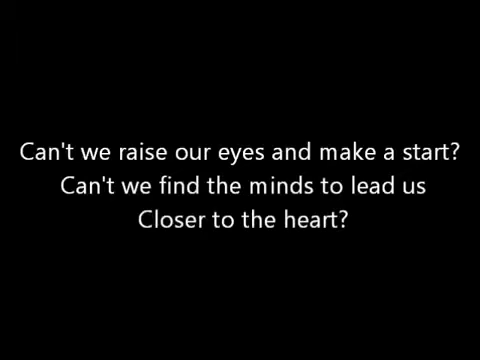 Can't we raise our eyes and make a start?
Can't we find the minds to lead us
Closer to the heart?